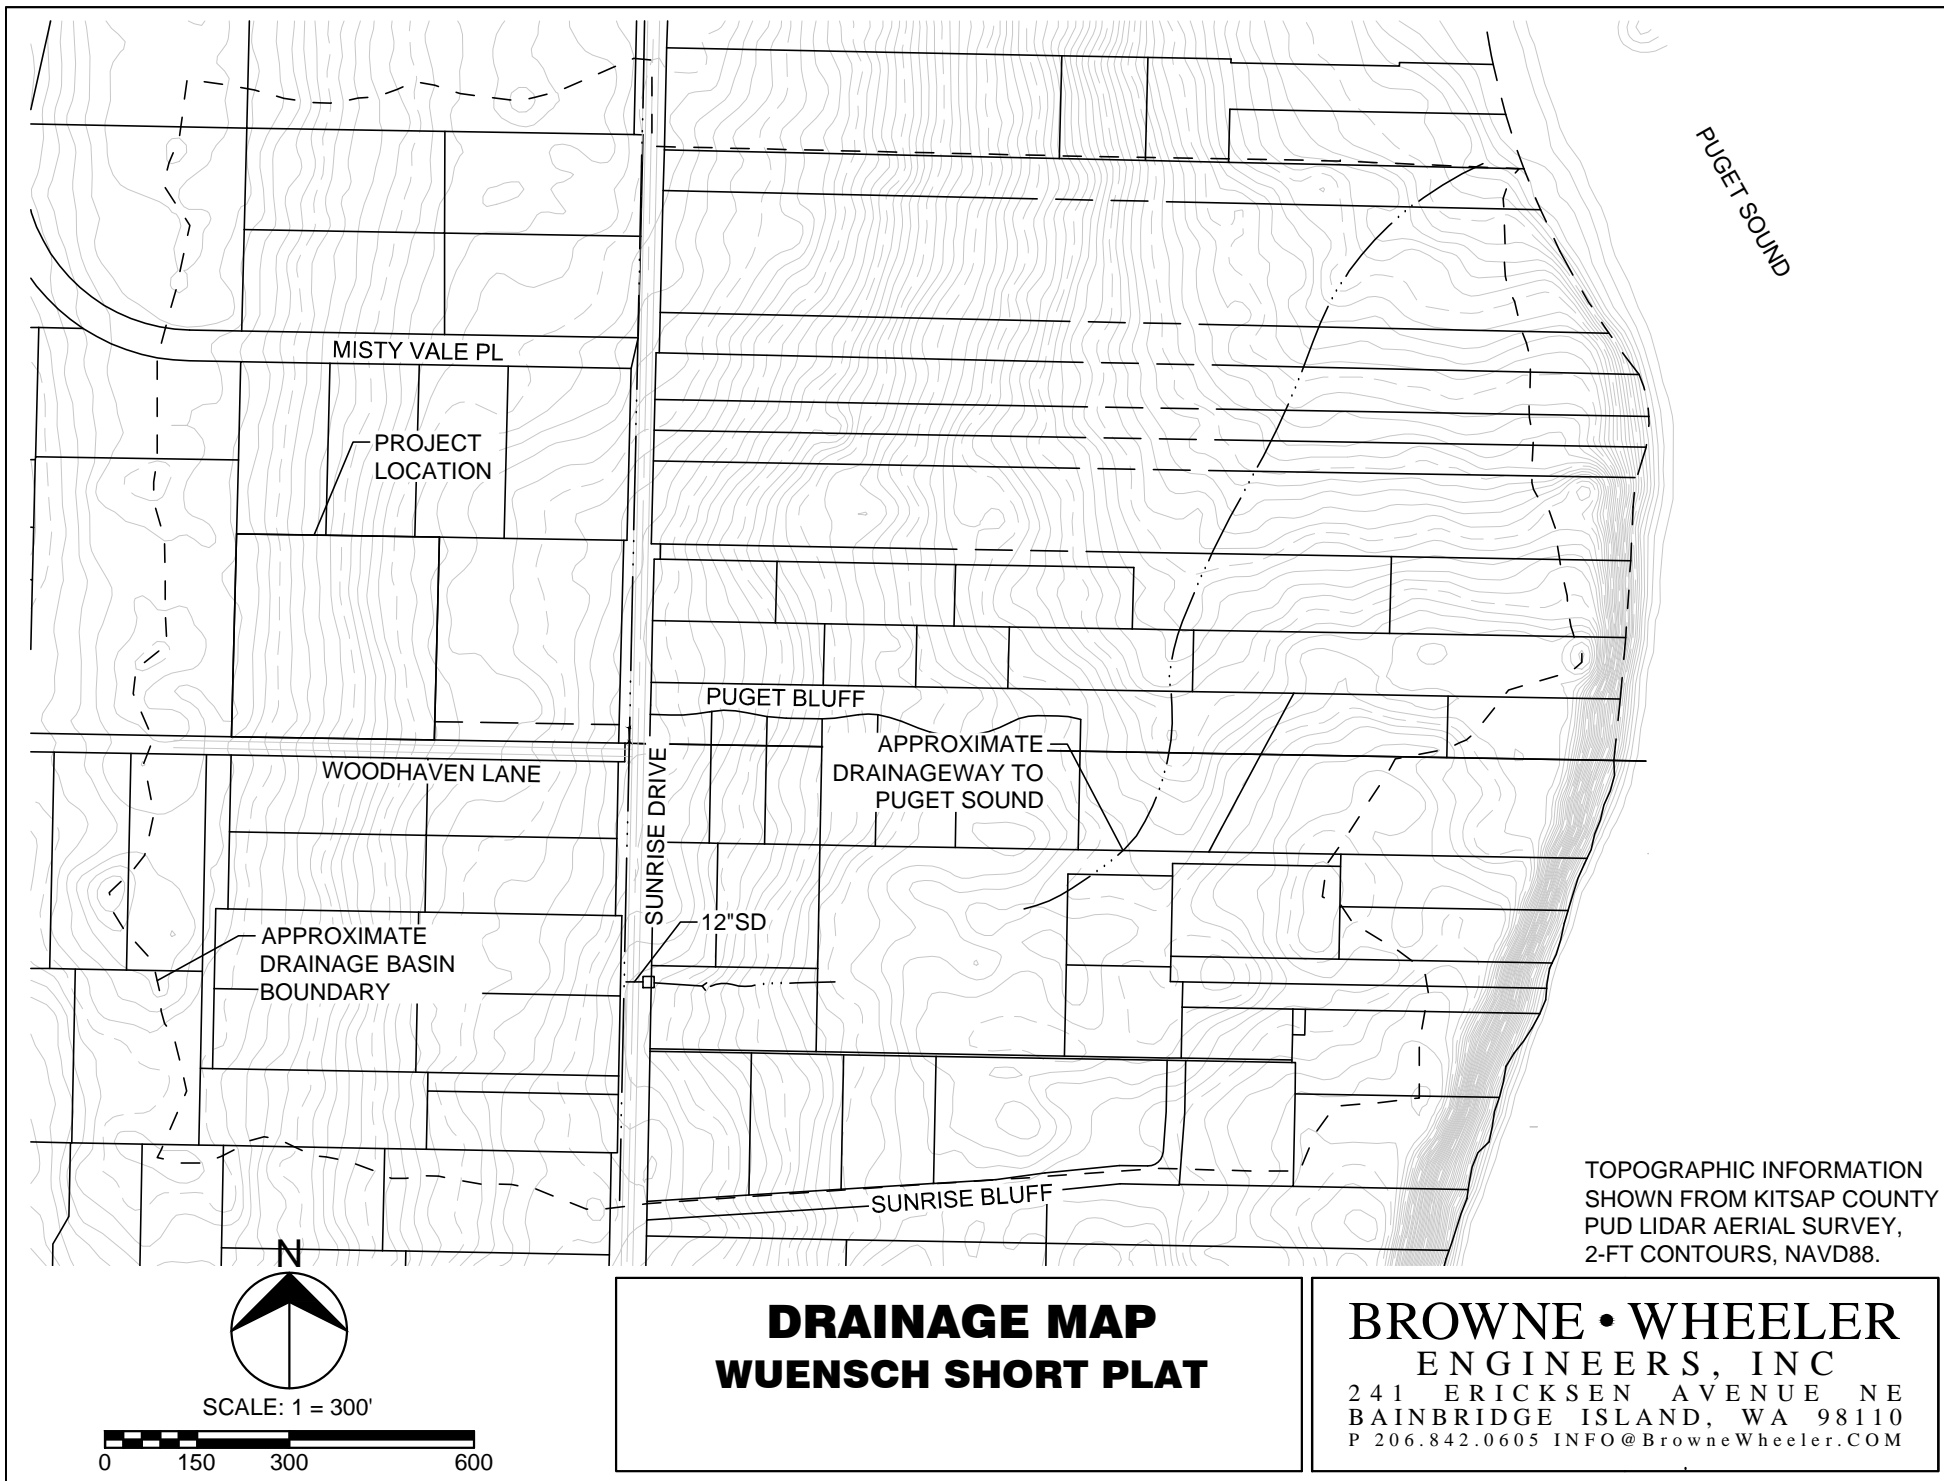 PUGET SOUND
MISTY VALE PL
PROJECT
LOCATION
PUGET BLUFF
APPROXIMATE
DRAINAGEWAY TO
PUGET SOUND
WOODHAVEN LANE
SUNRISE DRIVE
12"SD
APPROXIMATE
DRAINAGE BASIN
BOUNDARY
SUNRISE BLUFF
TOPOGRAPHIC INFORMATION
SHOWN FROM KITSAP COUNTY
PUD LIDAR AERIAL SURVEY,
2-FT CONTOURS, NAVD88.
N
SCALE: 1 = 300'
0 150 300 600
DRAINAGE MAP
WUENSCH SHORT PLAT
BROWNE • WHEELER
ENGINEERS, INC
241 ERICKSEN AVENUE NE
BAINBRIDGE ISLAND, WA 98110
P 206.842.0605 INFO@BrowneWheeler.COM